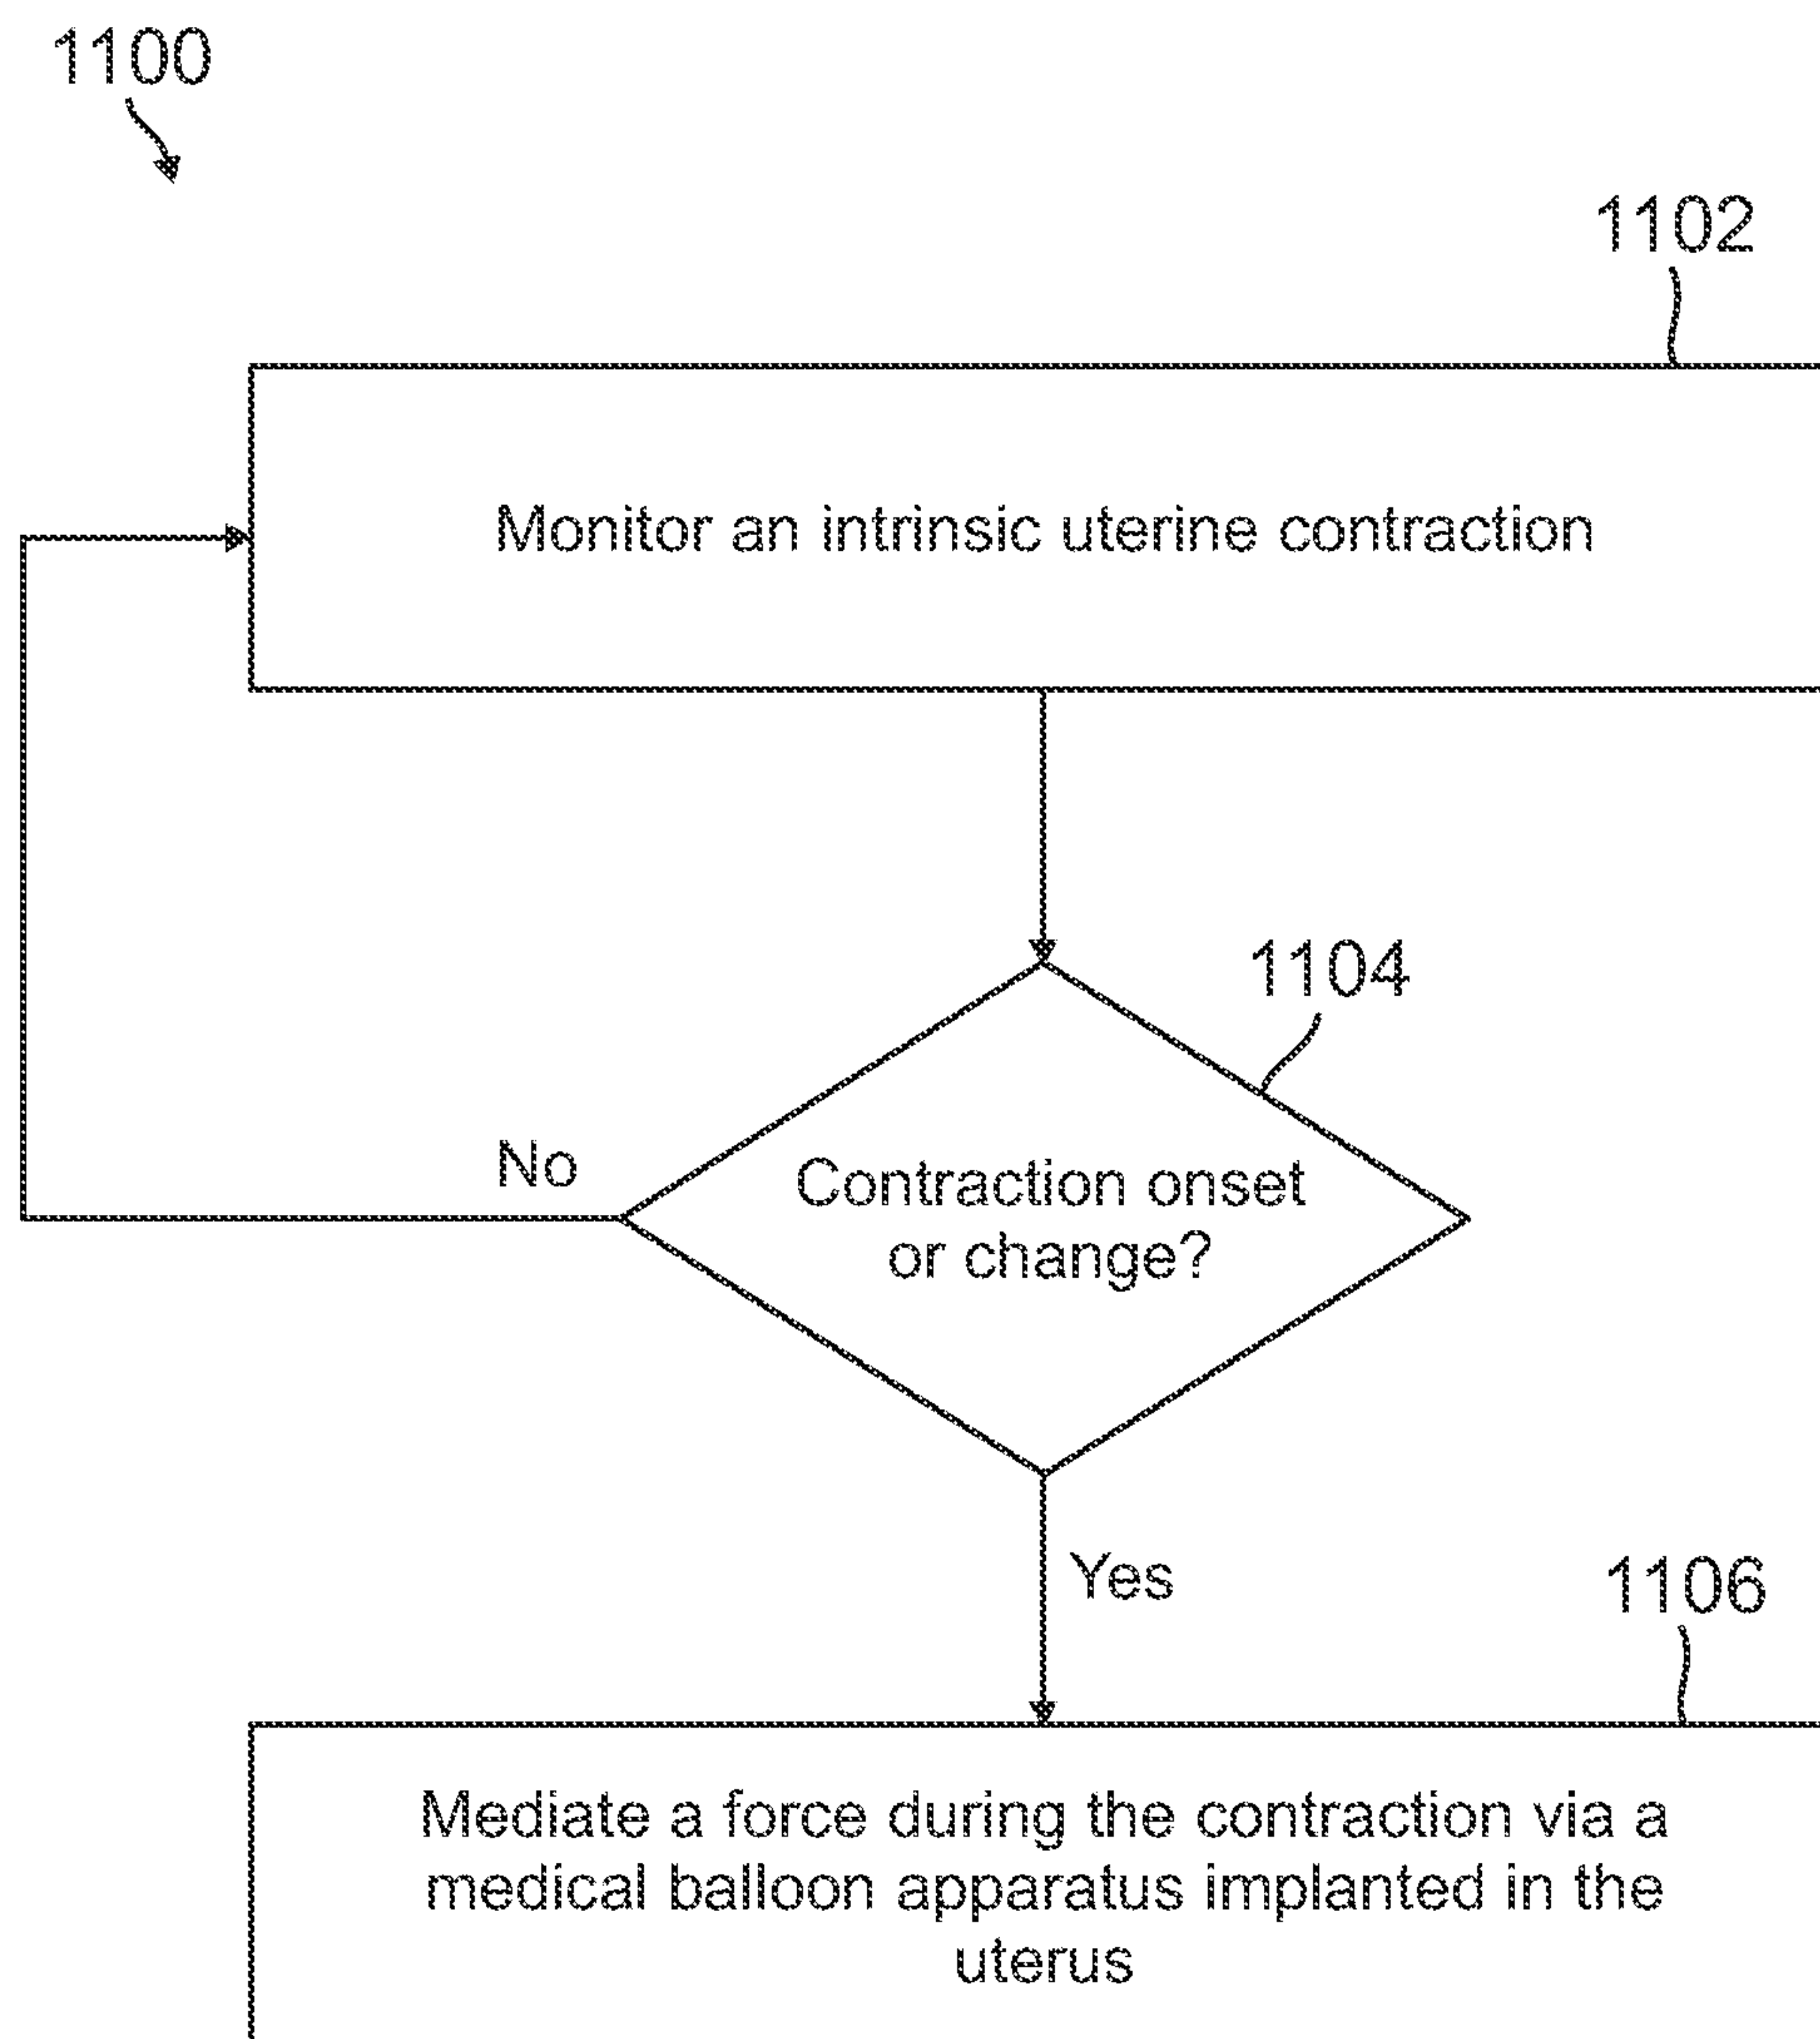 1100
1102
Monitor an intrinsic uterine contraction
1104
No
Contraction onset
or change?
Yes
1106
Mediate a force during the contraction via a
medical balloon apparatus implanted in the
uterus